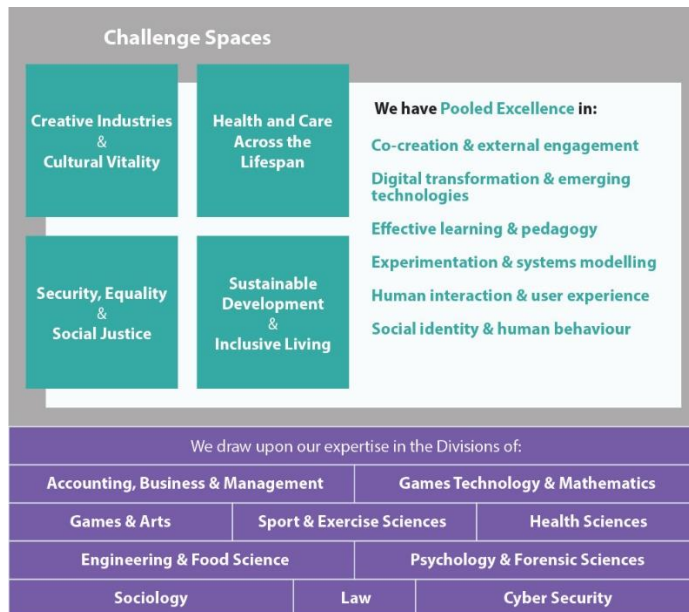 Challenge Spaces
Creative Industries
&
Cultural Vitality
Health and Care
Across the
Lifespan
Security, Equality
&
Social Justice
Sustainable
Development
&
Inclusive Living
We have Pooled Excellence in:
Co-creation & external engagement
Digital transformation & emerging
technologies
Effective learning & pedagogy
Experimentation & systems modelling
Human interaction & user experience
Social identity & human behaviour
We draw upon our expertise in the Divisions of:
Accounting, Business & Management
Games Technology & Mathematics
Games & Arts
Sport & Exercise Sciences
Health Sciences
Engineering & Food Science
Psychology & Forensic Sciences
Sociology
Law
Cyber Security